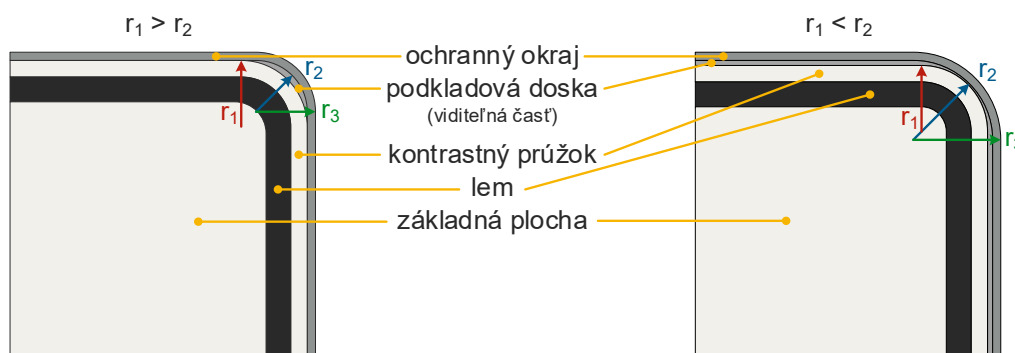 r₁ > r₂
r₁ < r₂
ochranný okraj
podkladová doska
(viditeľná časť)
kontrastný prúžok
lem
základná plocha
r₂
r₁
r₃
r₂
r₁
r₃